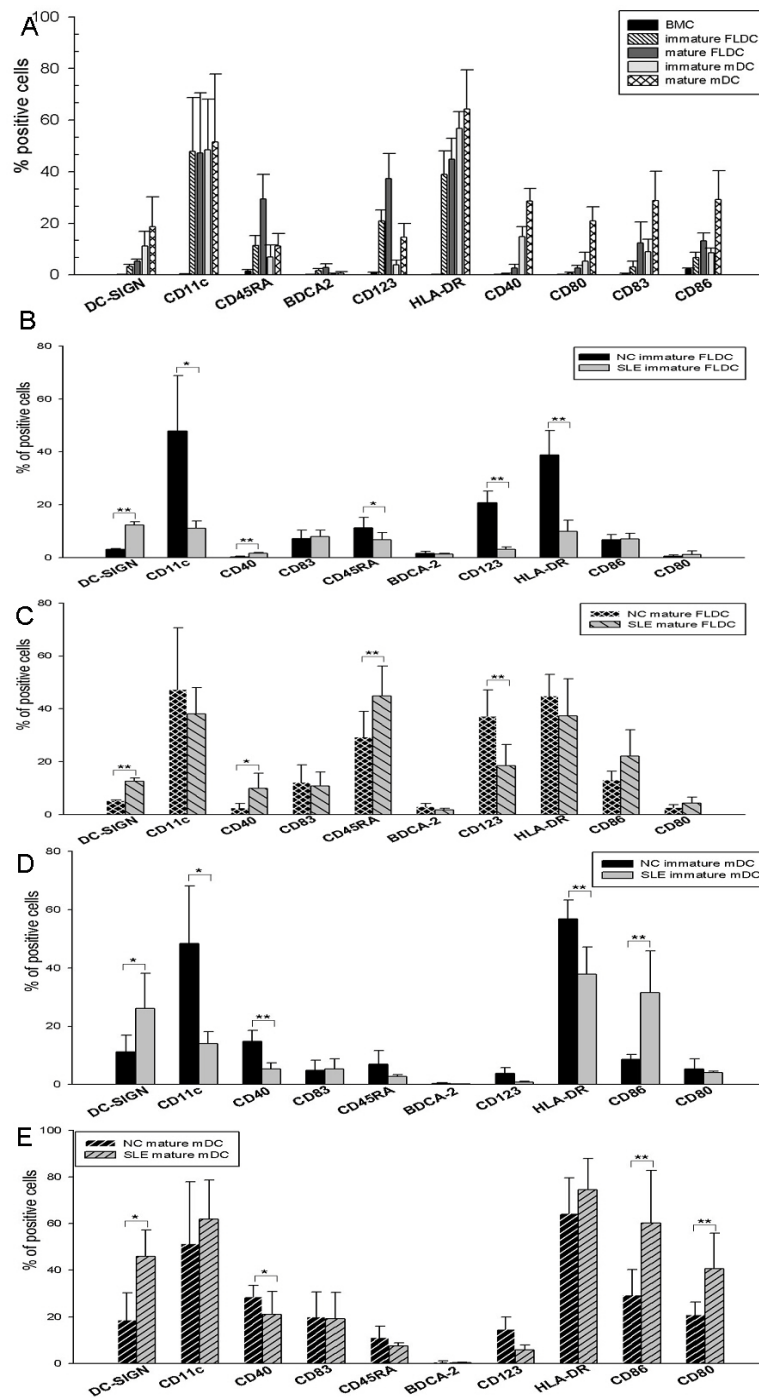 A
% positive cells
100
80
60
40
20
0
BMC
immature FLDC
mature FLDC
immature mDC
mature mDC
DC-SIGN CD11c CD45RA BDCA2 CD123 HLA-DR CD40 CD80 CD83 CD86
B
% of positive cells
80
60
40
20
0
NC immature FLDC
SLE immature FLDC
** * ** * ** **
DC-SIGN CD11c CD40 CD83 CD45RA BDCA-2 CD123 HLA-DR CD86 CD80
C
% of positive cells
80
60
40
20
0
NC mature FLDC
SLE mature FLDC
** * ** **
DC-SIGN CD11c CD40 CD83 CD45RA BDCA-2 CD123 HLA-DR CD86 CD80
D
% of positive cells
80
60
40
20
0
NC immature mDC
SLE immature mDC
* * ** ** **
DC-SIGN CD11c CD40 CD83 CD45RA BDCA-2 CD123 HLA-DR CD86 CD80
E
% of positive cells
100
80
60
40
20
0
NC mature mDC
SLE mature mDC
* * ** **
DC-SIGN CD11c CD40 CD83 CD45RA BDCA-2 CD123 HLA-DR CD86 CD80